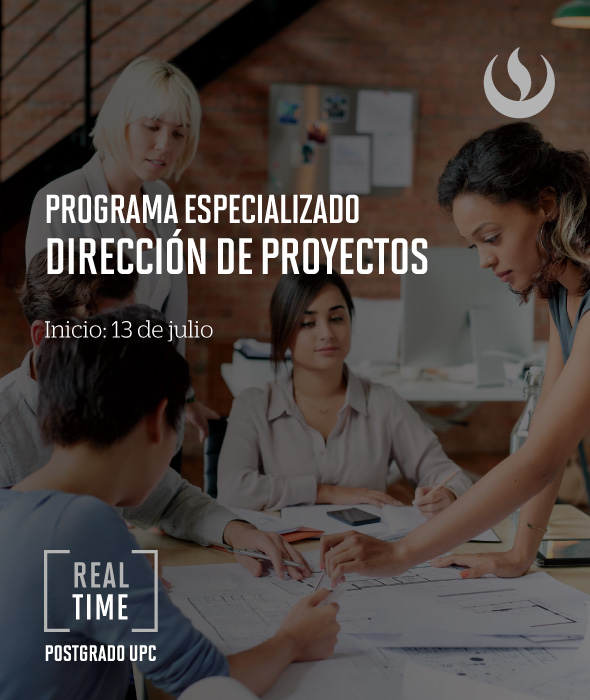 PROGRAMA ESPECIALIZADO
DIRECCIÓN DE PROYECTOS
Inicio: 13 de julio
REAL
TIME
POSTGRADO UPC